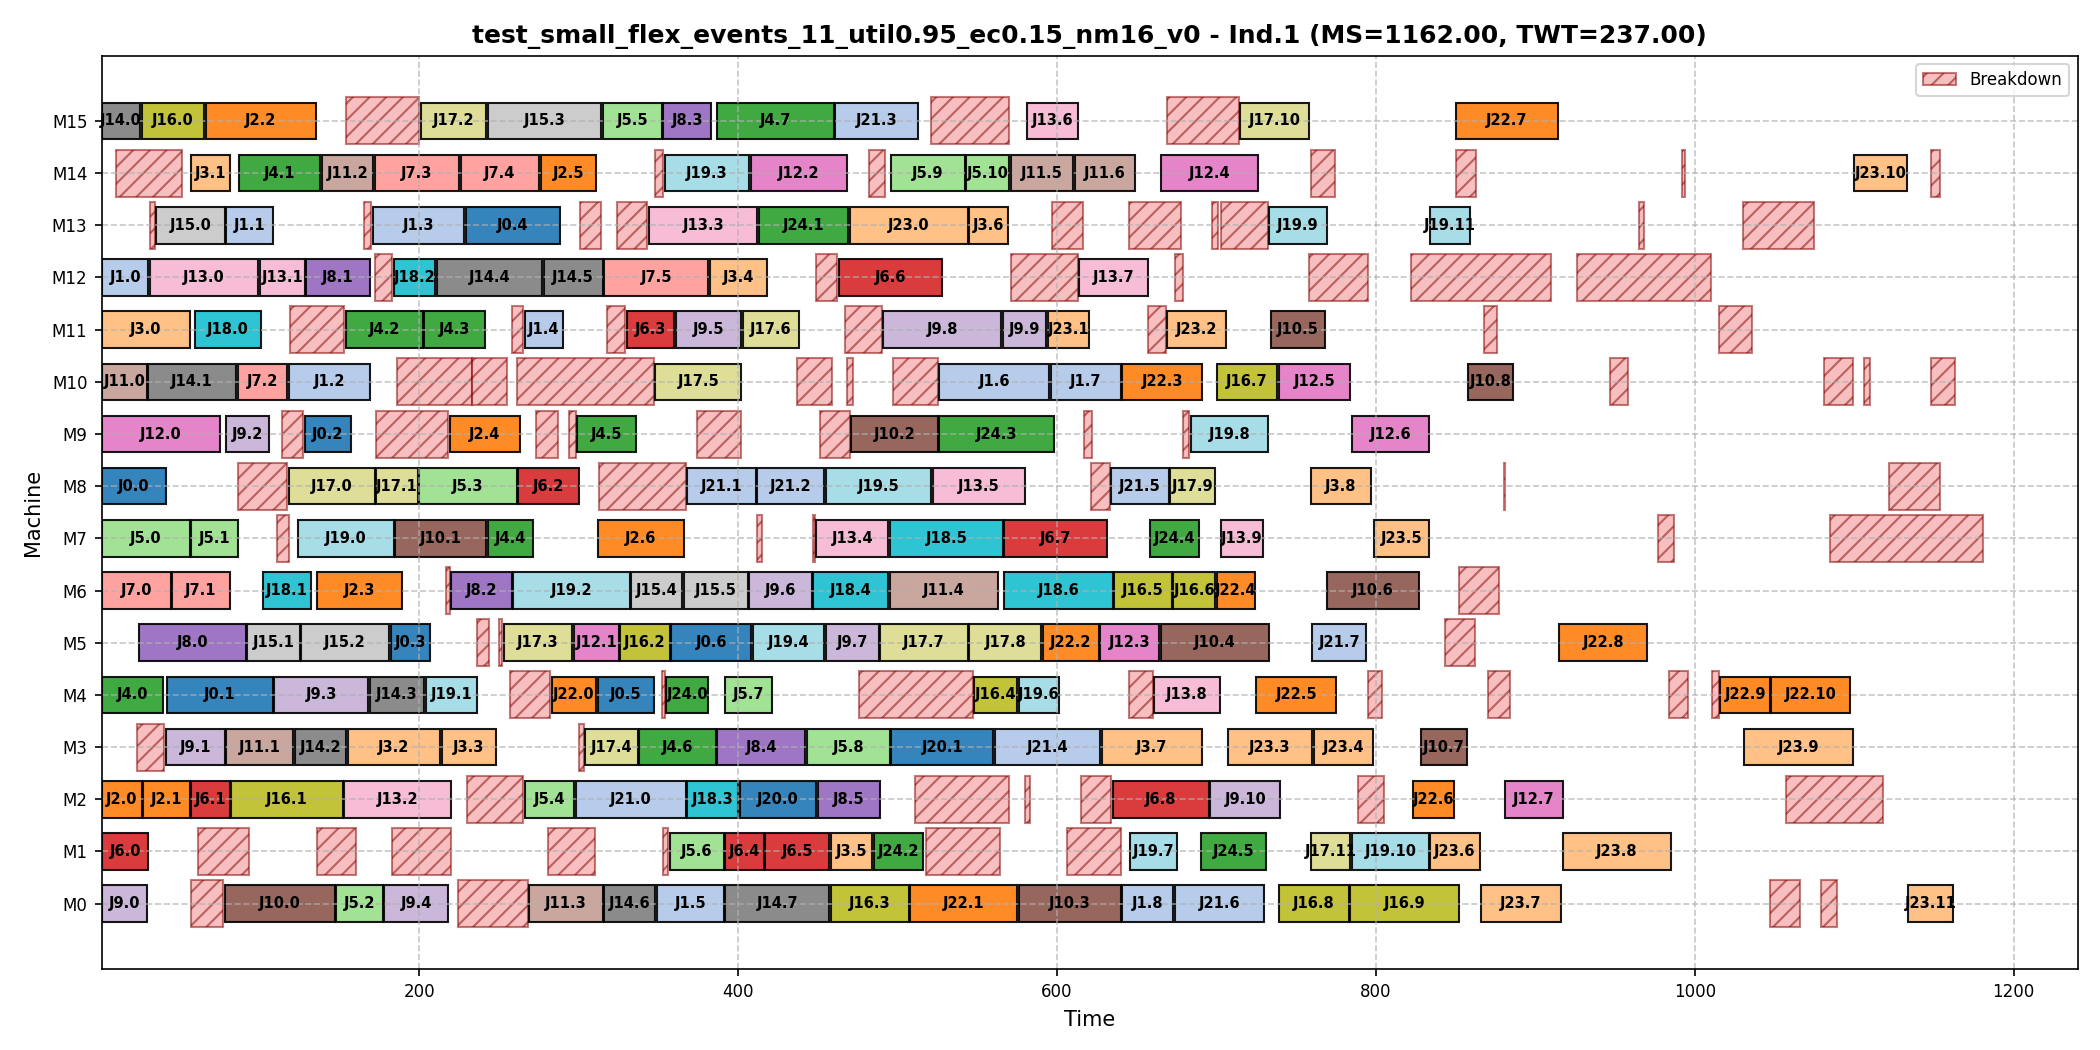 test_small_flex_events_11_util0.95_ec0.15_nm16_v0 - Ind.1 (MS=1162.00, TWT=237.00)
Breakdown
M15 J14.0 J16.0 J2.2 J17.2 J15.3 J5.5 J8.3 J4.7 J21.3 J13.6 J17.10 J22.7
M14 J3.1 J4.1 J11.2 J7.3 J7.4 J2.5 J19.3 J12.2 J5.9 J5.10 J11.5 J11.6 J12.4 J23.10
M13 J15.0 J1.1 J1.3 J0.4 J13.3 J24.1 J23.0 J3.6 J19.9 J19.11
M12 J1.0 J13.0 J13.1 J8.1 J18.2 J14.4 J14.5 J7.5 J3.4 J6.6 J13.7
M11 J3.0 J18.0 J4.2 J4.3 J1.4 J6.3 J9.5 J17.6 J9.8 J9.9 J23.1 J23.2 J10.5
M10 J11.0 J14.1 J7.2 J1.2 J17.5 J1.6 J1.7 J22.3 J16.7 J12.5 J10.8
M9 J12.0 J9.2 J0.2 J2.4 J4.5 J10.2 J24.3 J19.8 J12.6
M8 J0.0 J17.0 J17.1 J5.3 J6.2 J21.1 J21.2 J19.5 J13.5 J21.5 J17.9 J3.8
M7 J5.0 J5.1 J19.0 J10.1 J4.4 J2.6 J13.4 J18.5 J6.7 J24.4 J13.9 J23.5
M6 J7.0 J7.1 J18.1 J2.3 J8.2 J19.2 J15.4 J15.5 J9.6 J18.4 J11.4 J18.6 J16.5 J16.6 J22.4 J10.6
M5 J8.0 J15.1 J15.2 J0.3 J17.3 J12.1 J16.2 J0.6 J19.4 J9.7 J17.7 J17.8 J22.2 J12.3 J10.4 J21.7 J22.8
M4 J4.0 J0.1 J9.3 J14.3 J19.1 J22.0 J0.5 J24.0 J5.7 J16.4 J19.6 J13.8 J22.5 J22.9 J22.10
M3 J9.1 J11.1 J14.2 J3.2 J3.3 J17.4 J4.6 J8.4 J5.8 J20.1 J21.4 J3.7 J23.3 J23.4 J10.7 J23.9
M2 J2.0 J2.1 J6.1 J16.1 J13.2 J5.4 J21.0 J18.3 J20.0 J8.5 J6.8 J9.10 J22.6 J12.7
M1 J6.0 J5.6 J6.4 J6.5 J3.5 J24.2 J19.7 J24.5 J17.11 J19.10 J23.6 J23.8
M0 J9.0 J10.0 J5.2 J9.4 J11.3 J14.6 J1.5 J14.7 J16.3 J22.1 J10.3 J1.8 J21.6 J16.8 J16.9 J23.7 J23.11
200 400 600 800 1000 1200
Time
Machine